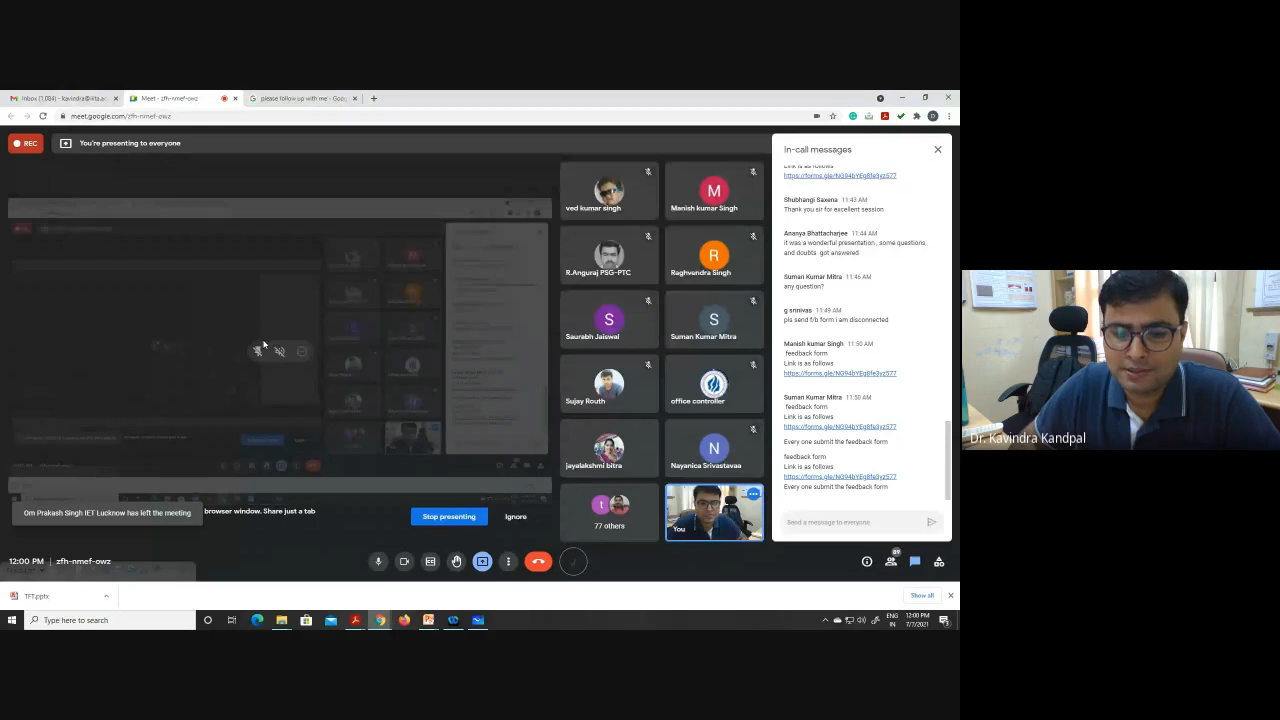 Inbox (1,084) - kavindra@iiita.ac
Meet - zfh-nmef-owz
please follow up with me - Goog
meet.google.com/zfh-nmef-owz
REC
You're presenting to everyone
ved kumar singh
Manish kumar Singh
R.Anguraj PSG-PTC
Raghvendra Singh
Saurabh Jaiswal
Suman Kumar Mitra
Sujay Routh
office controller
jayalakshmi bitra
Nayanica Srivastavaa
77 others
You
In-call messages
Link is as follows
https://forms.gle/NG94bYEg8fe3yz577
Shubhangi Saxena 11:43 AM
Thank you sir for excellent session
Ananya Bhattacharjee 11:44 AM
it was a wonderful presentation , some questions
and doubts got answered
Suman Kumar Mitra 11:46 AM
any question?
g srinivas 11:49 AM
pls send f/b form i am disconnected
Manish kumar Singh 11:50 AM
feedback form
Link is as follows
https://forms.gle/NG94bYEg8fe3yz577
Suman Kumar Mitra 11:50 AM
feedback form
Link is as follows
https://forms.gle/NG94bYEg8fe3yz577
Every one submit the feedback form
feedback form
Link is as follows
https://forms.gle/NG94bYEg8fe3yz577
Every one submit the feedback form
Send a message to everyone
Dr. Kavindra Kandpal
Om Prakash Singh IET Lucknow has left the meeting
browser window. Share just a tab
Stop presenting
Ignore
12:00 PM
zfh-nmef-owz
89
TFT.pptx
Show all
Type here to search
ENG
IN
12:00 PM
7/7/2021